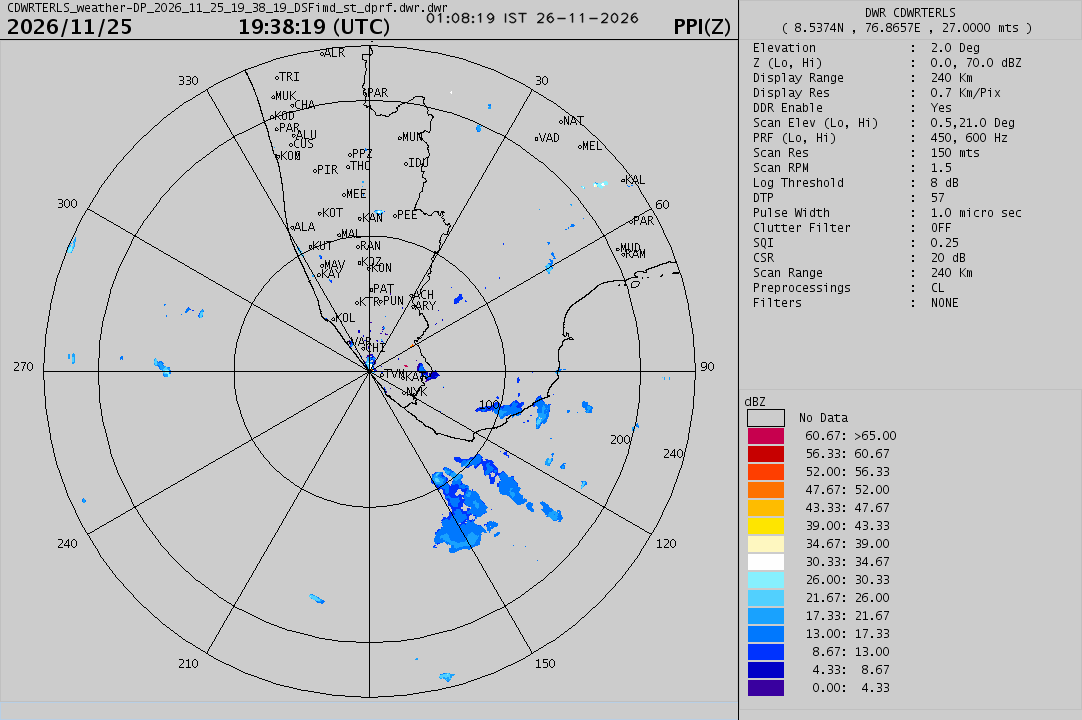 CDWRTERLS_weather-DP_2026_11_25_19_38_19_DSFimd_st_dprf.dwr.dwr
2026/11/25 19:38:19 (UTC) 01:08:19 IST 26-11-2026 PPI(Z)
DWR CDWRTERLS
( 8.5374N , 76.8657E , 27.0000 mts )
Elevation : 2.0 Deg
Z (Lo, Hi) : 0.0, 70.0 dBZ
Display Range : 240 Km
Display Res : 0.7 Km/Pix
DDR Enable : Yes
Scan Elev (Lo, Hi) : 0.5,21.0 Deg
PRF (Lo, Hi) : 450, 600 Hz
Scan Res : 150 mts
Scan RPM : 1.5
Log Threshold : 8 dB
DTP : 57
Pulse Width : 1.0 micro sec
Clutter Filter : OFF
SQI : 0.25
CSR : 20 dB
Scan Range : 240 Km
Preprocessings : CL
Filters : NONE
dBZ
No Data
60.67: >65.00
56.33: 60.67
52.00: 56.33
47.67: 52.00
43.33: 47.67
39.00: 43.33
34.67: 39.00
30.33: 34.67
26.00: 30.33
21.67: 26.00
17.33: 21.67
13.00: 17.33
8.67: 13.00
4.33: 8.67
0.00: 4.33
ALR
330
TRI
30
PAR
MUK
CHA
KOD
NAT
PAR
ALU
MUN
VAD
CUS
MEL
PPZ
THO
IDU
PIR
KAL
MEE
300
60
KOT
KAN
PEE
PAR
ALA
MAL
KUT
RAN
MUD
RAM
MAV
KOZ
KON
KAY
PAT
ACH
KTR
PUN
ARY
KOL
VAR
CHI
270
90
TVM
KAT
NYK
100
200
240
240
120
210
150